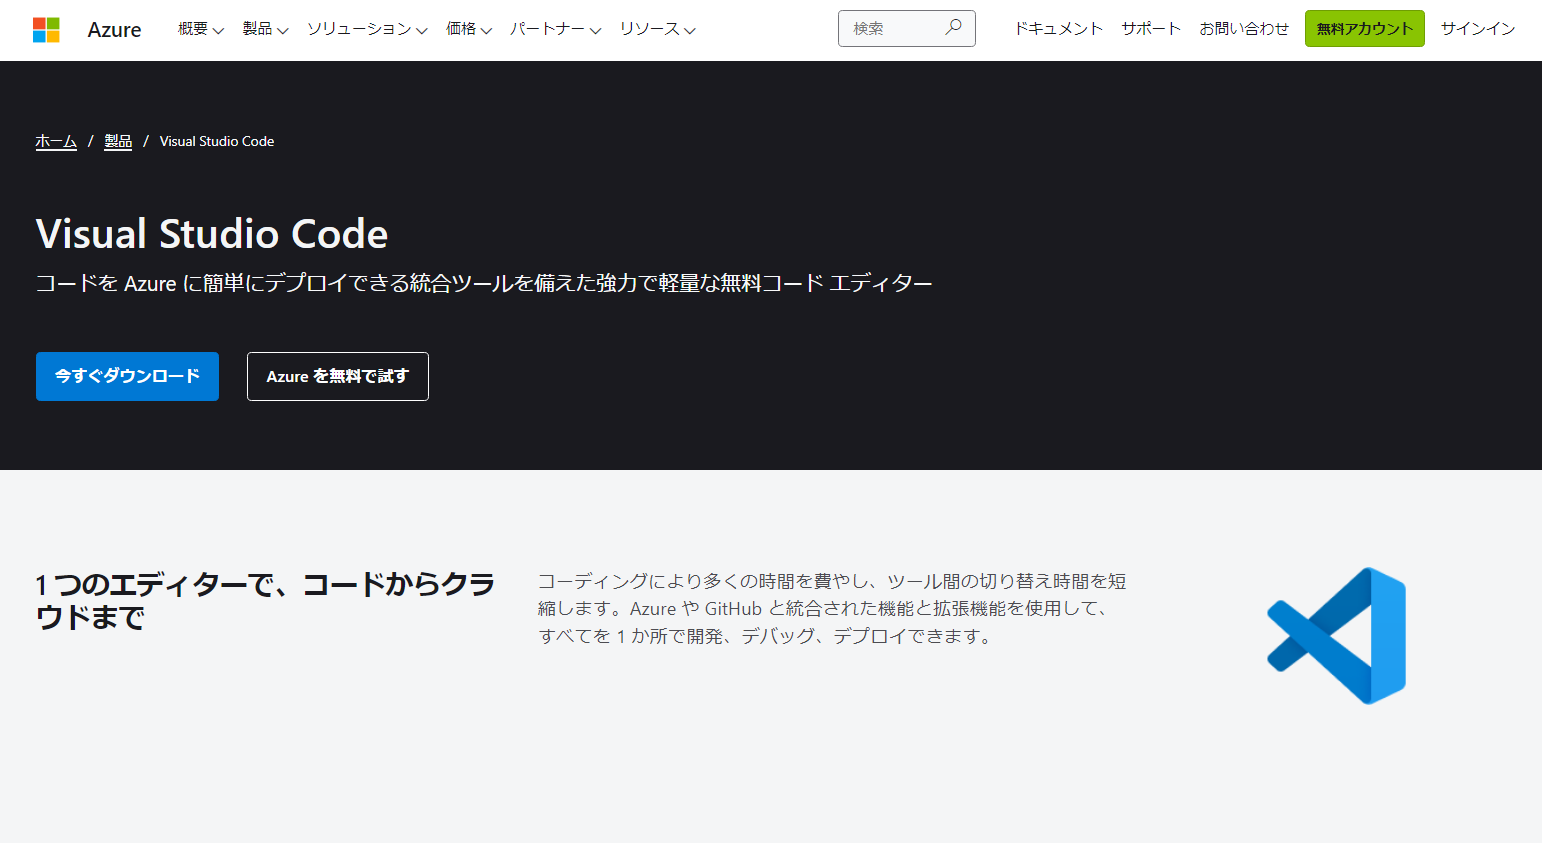 Azure 概要 製品 ソリューション 価格 パートナー リソース 検索 ドキュメント サポート お問い合わせ 無料アカウント サインイン
ホーム / 製品 / Visual Studio Code
Visual Studio Code
コードを Azure に簡単にデプロイできる統合ツールを備えた強力で軽量な無料コード エディター
今すぐダウンロード Azure を無料で試す
1 つのエディターで、コードからクラ
ウドまで
コーディングにより多くの時間を費やし、ツール間の切り替え時間を短
縮します。Azure や GitHub と統合された機能と拡張機能を使用して、
すべてを 1 か所で開発、デバッグ、デプロイできます。